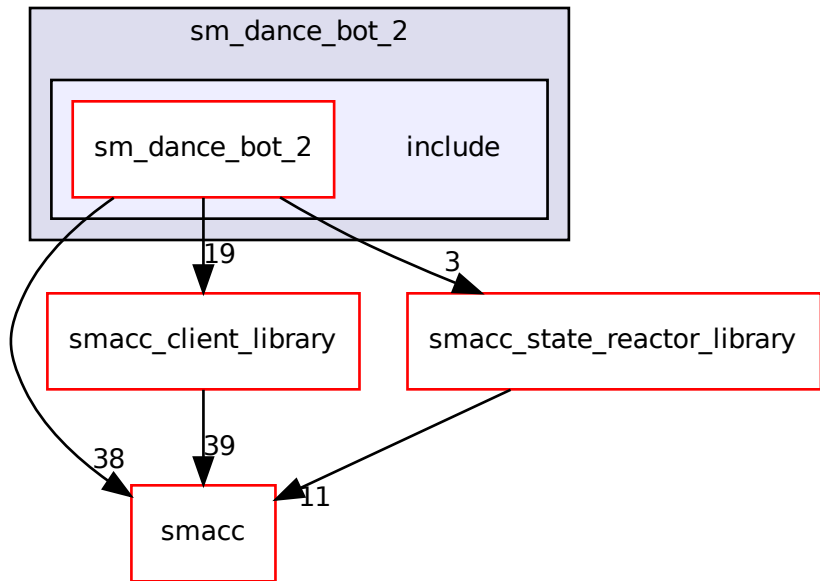 sm_dance_bot_2
sm_dance_bot_2
include
19
3
smacc_client_library
smacc_state_reactor_library
38
39
11
smacc